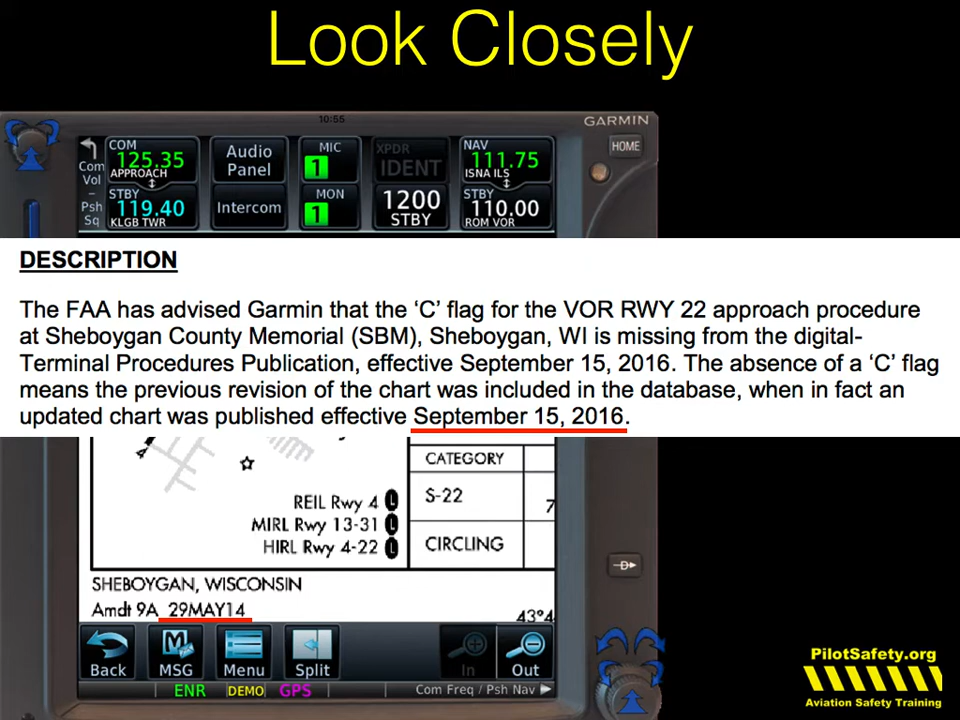 Look Closely
10:55
GARMIN
COM
125.35
APPROACH
STBY
119.40
KLGB TWR
Com
Vol
–
Psh
Sq
Audio
Panel
Intercom
MIC
1
MON
1
XPDR
IDENT
1200
STBY
NAV
111.75
ISNA ILS
STBY
110.00
ROM VOR
HOME
DESCRIPTION
The FAA has advised Garmin that the ‘C’ flag for the VOR RWY 22 approach procedure
at Sheboygan County Memorial (SBM), Sheboygan, WI is missing from the digital-
Terminal Procedures Publication, effective September 15, 2016. The absence of a ‘C’ flag
means the previous revision of the chart was included in the database, when in fact an
updated chart was published effective September 15, 2016.
REIL Rwy 4 L
MIRL Rwy 13-31 L
HIRL Rwy 4-22 L
CATEGORY
S-22
7
CIRCLING
D
SHEBOYGAN, WISCONSIN
Amdt 9A 29MAY14
43°4
Back
MSG
Menu
Split
In
Out
ENR
DEMO
GPS
Com Freq / Psh Nav
PilotSafety.org
Aviation Safety Training